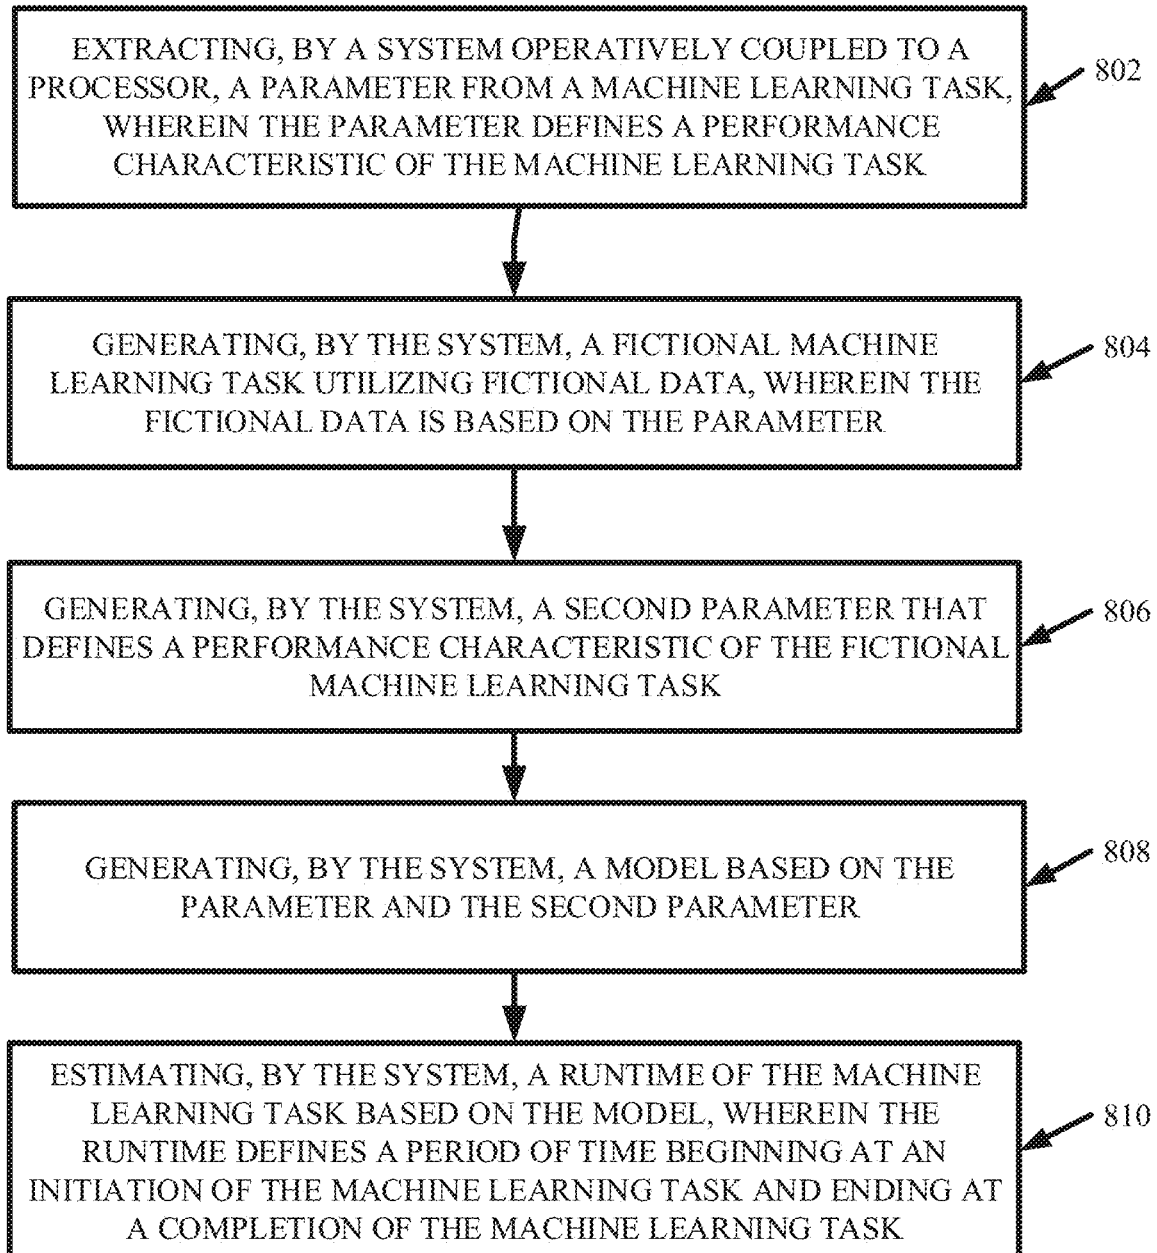 EXTRACTING, BY A SYSTEM OPERATIVELY COUPLED TO A
PROCESSOR, A PARAMETER FROM A MACHINE LEARNING TASK,
WHEREIN THE PARAMETER DEFINES A PERFORMANCE
CHARACTERISTIC OF THE MACHINE LEARNING TASK
802
GENERATING, BY THE SYSTEM, A FICTIONAL MACHINE
LEARNING TASK UTILIZING FICTIONAL DATA, WHEREIN THE
FICTIONAL DATA IS BASED ON THE PARAMETER
804
GENERATING, BY THE SYSTEM, A SECOND PARAMETER THAT
DEFINES A PERFORMANCE CHARACTERISTIC OF THE FICTIONAL
MACHINE LEARNING TASK
806
GENERATING, BY THE SYSTEM, A MODEL BASED ON THE
PARAMETER AND THE SECOND PARAMETER
808
ESTIMATING, BY THE SYSTEM, A RUNTIME OF THE MACHINE
LEARNING TASK BASED ON THE MODEL, WHEREIN THE
RUNTIME DEFINES A PERIOD OF TIME BEGINNING AT AN
INITIATION OF THE MACHINE LEARNING TASK AND ENDING AT
A COMPLETION OF THE MACHINE LEARNING TASK
810